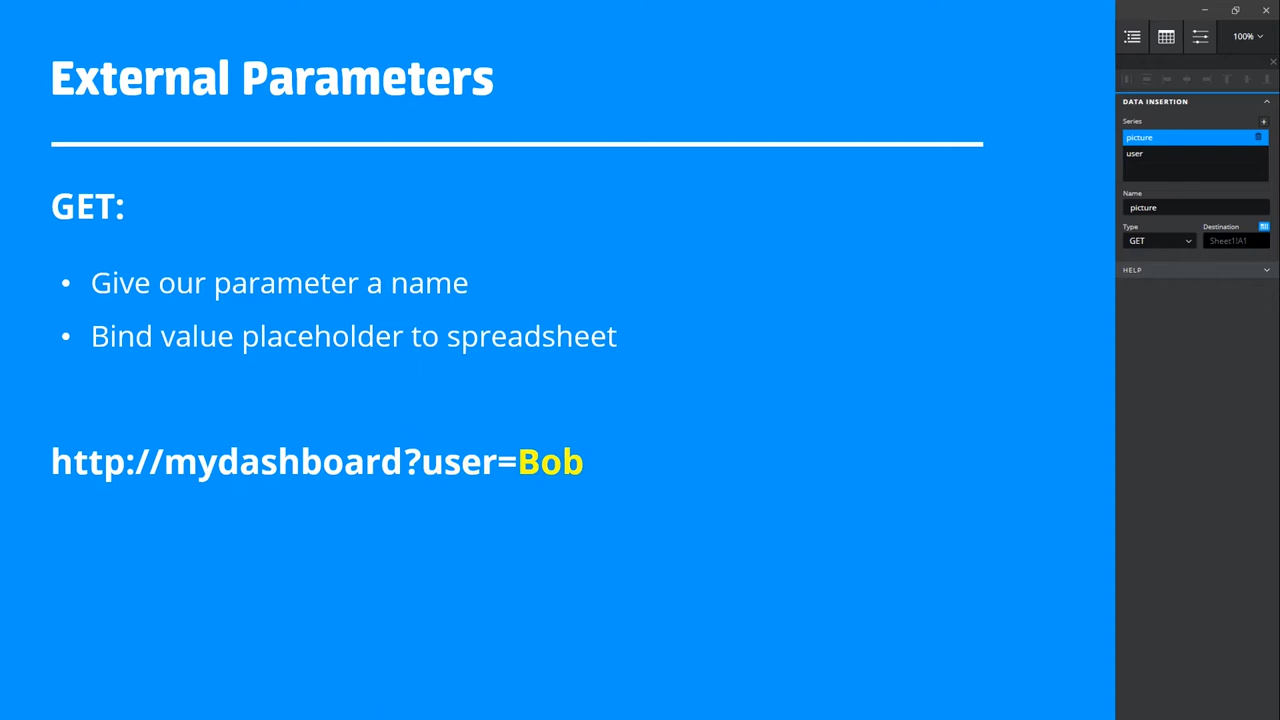 External Parameters
GET:
• Give our parameter a name
• Bind value placeholder to spreadsheet
http://mydashboard?user=Bob
100%
DATA INSERTION
Series
picture
user
Name
picture
Type Destination
GET Sheet1!A1
HELP